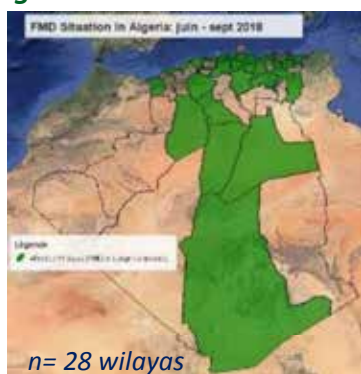 FMD Situation in Algeria: juin - sept 2018
Légende
n= 28 wilayas